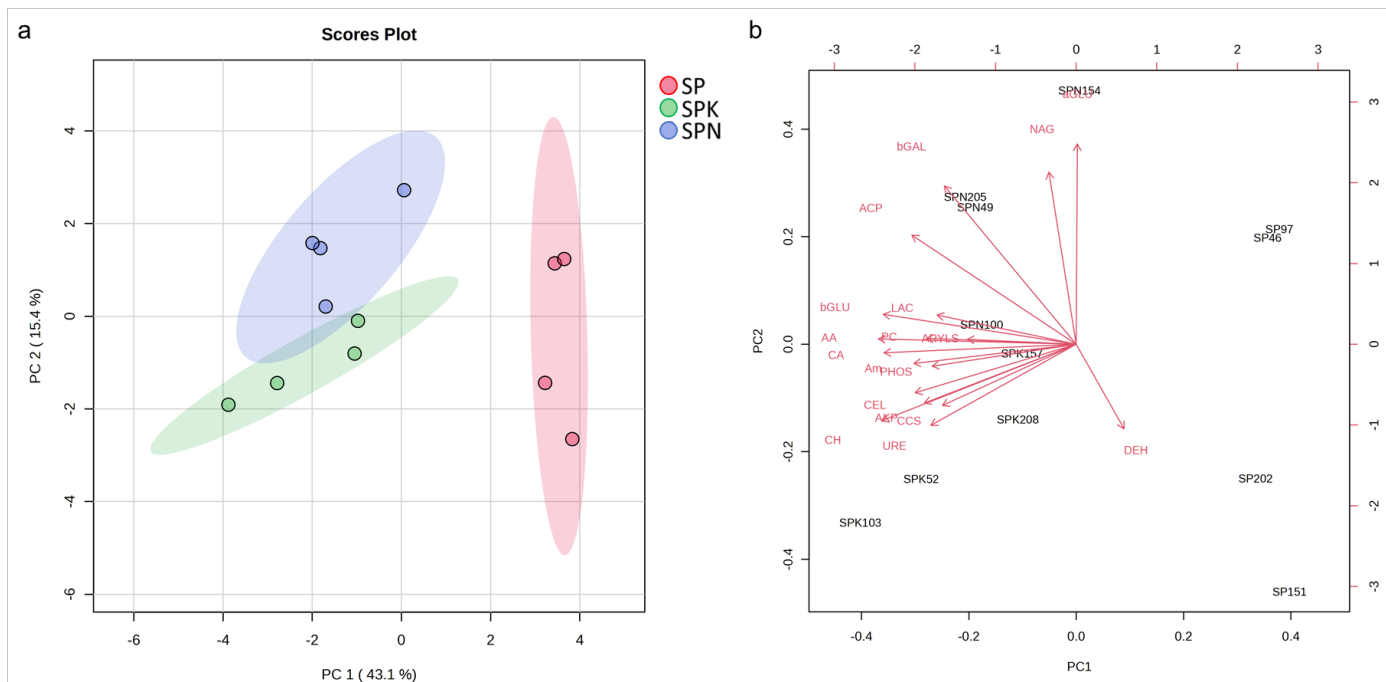 a
Scores Plot
SP
SPK
SPN
4
2
0
-2
-4
-6
PC 2 ( 15.4 %)
-6 -4 -2 0 2 4
PC 1 ( 43.1 %)
b
-3 -2 -1 0 1 2 3
SPN154
aGLU
NAG
bGAL
SPN205
SPN49
ACP
SP97
SP46
bGLU LAC
SPN100
AA PC ARYLS
CA SPK157
Am PHOS
CEL
AKP CCS SPK208
CH URE DEH
SPK52 SP202
SPK103
SP151
0.4
0.2
0.0
-0.2
-0.4
PC2
3
2
1
0
-1
-2
-3
-0.4 -0.2 0.0 0.2 0.4
PC1